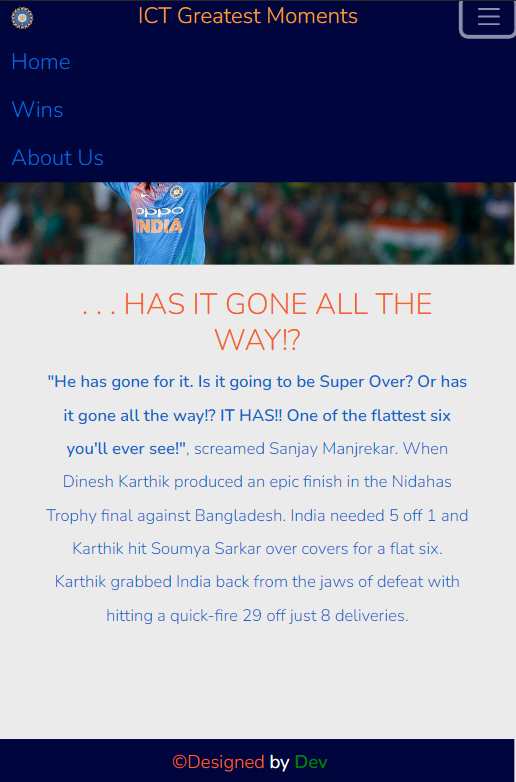 ICT Greatest Moments
Home
Wins
About Us
oppo
INDIA
. . . HAS IT GONE ALL THE
WAY!?
"He has gone for it. Is it going to be Super Over? Or has
it gone all the way!? IT HAS!! One of the flattest six
you'll ever see!", screamed Sanjay Manjrekar. When
Dinesh Karthik produced an epic finish in the Nidahas
Trophy final against Bangladesh. India needed 5 off 1 and
Karthik hit Soumya Sarkar over covers for a flat six.
Karthik grabbed India back from the jaws of defeat with
hitting a quick-fire 29 off just 8 deliveries.
©Designed by Dev